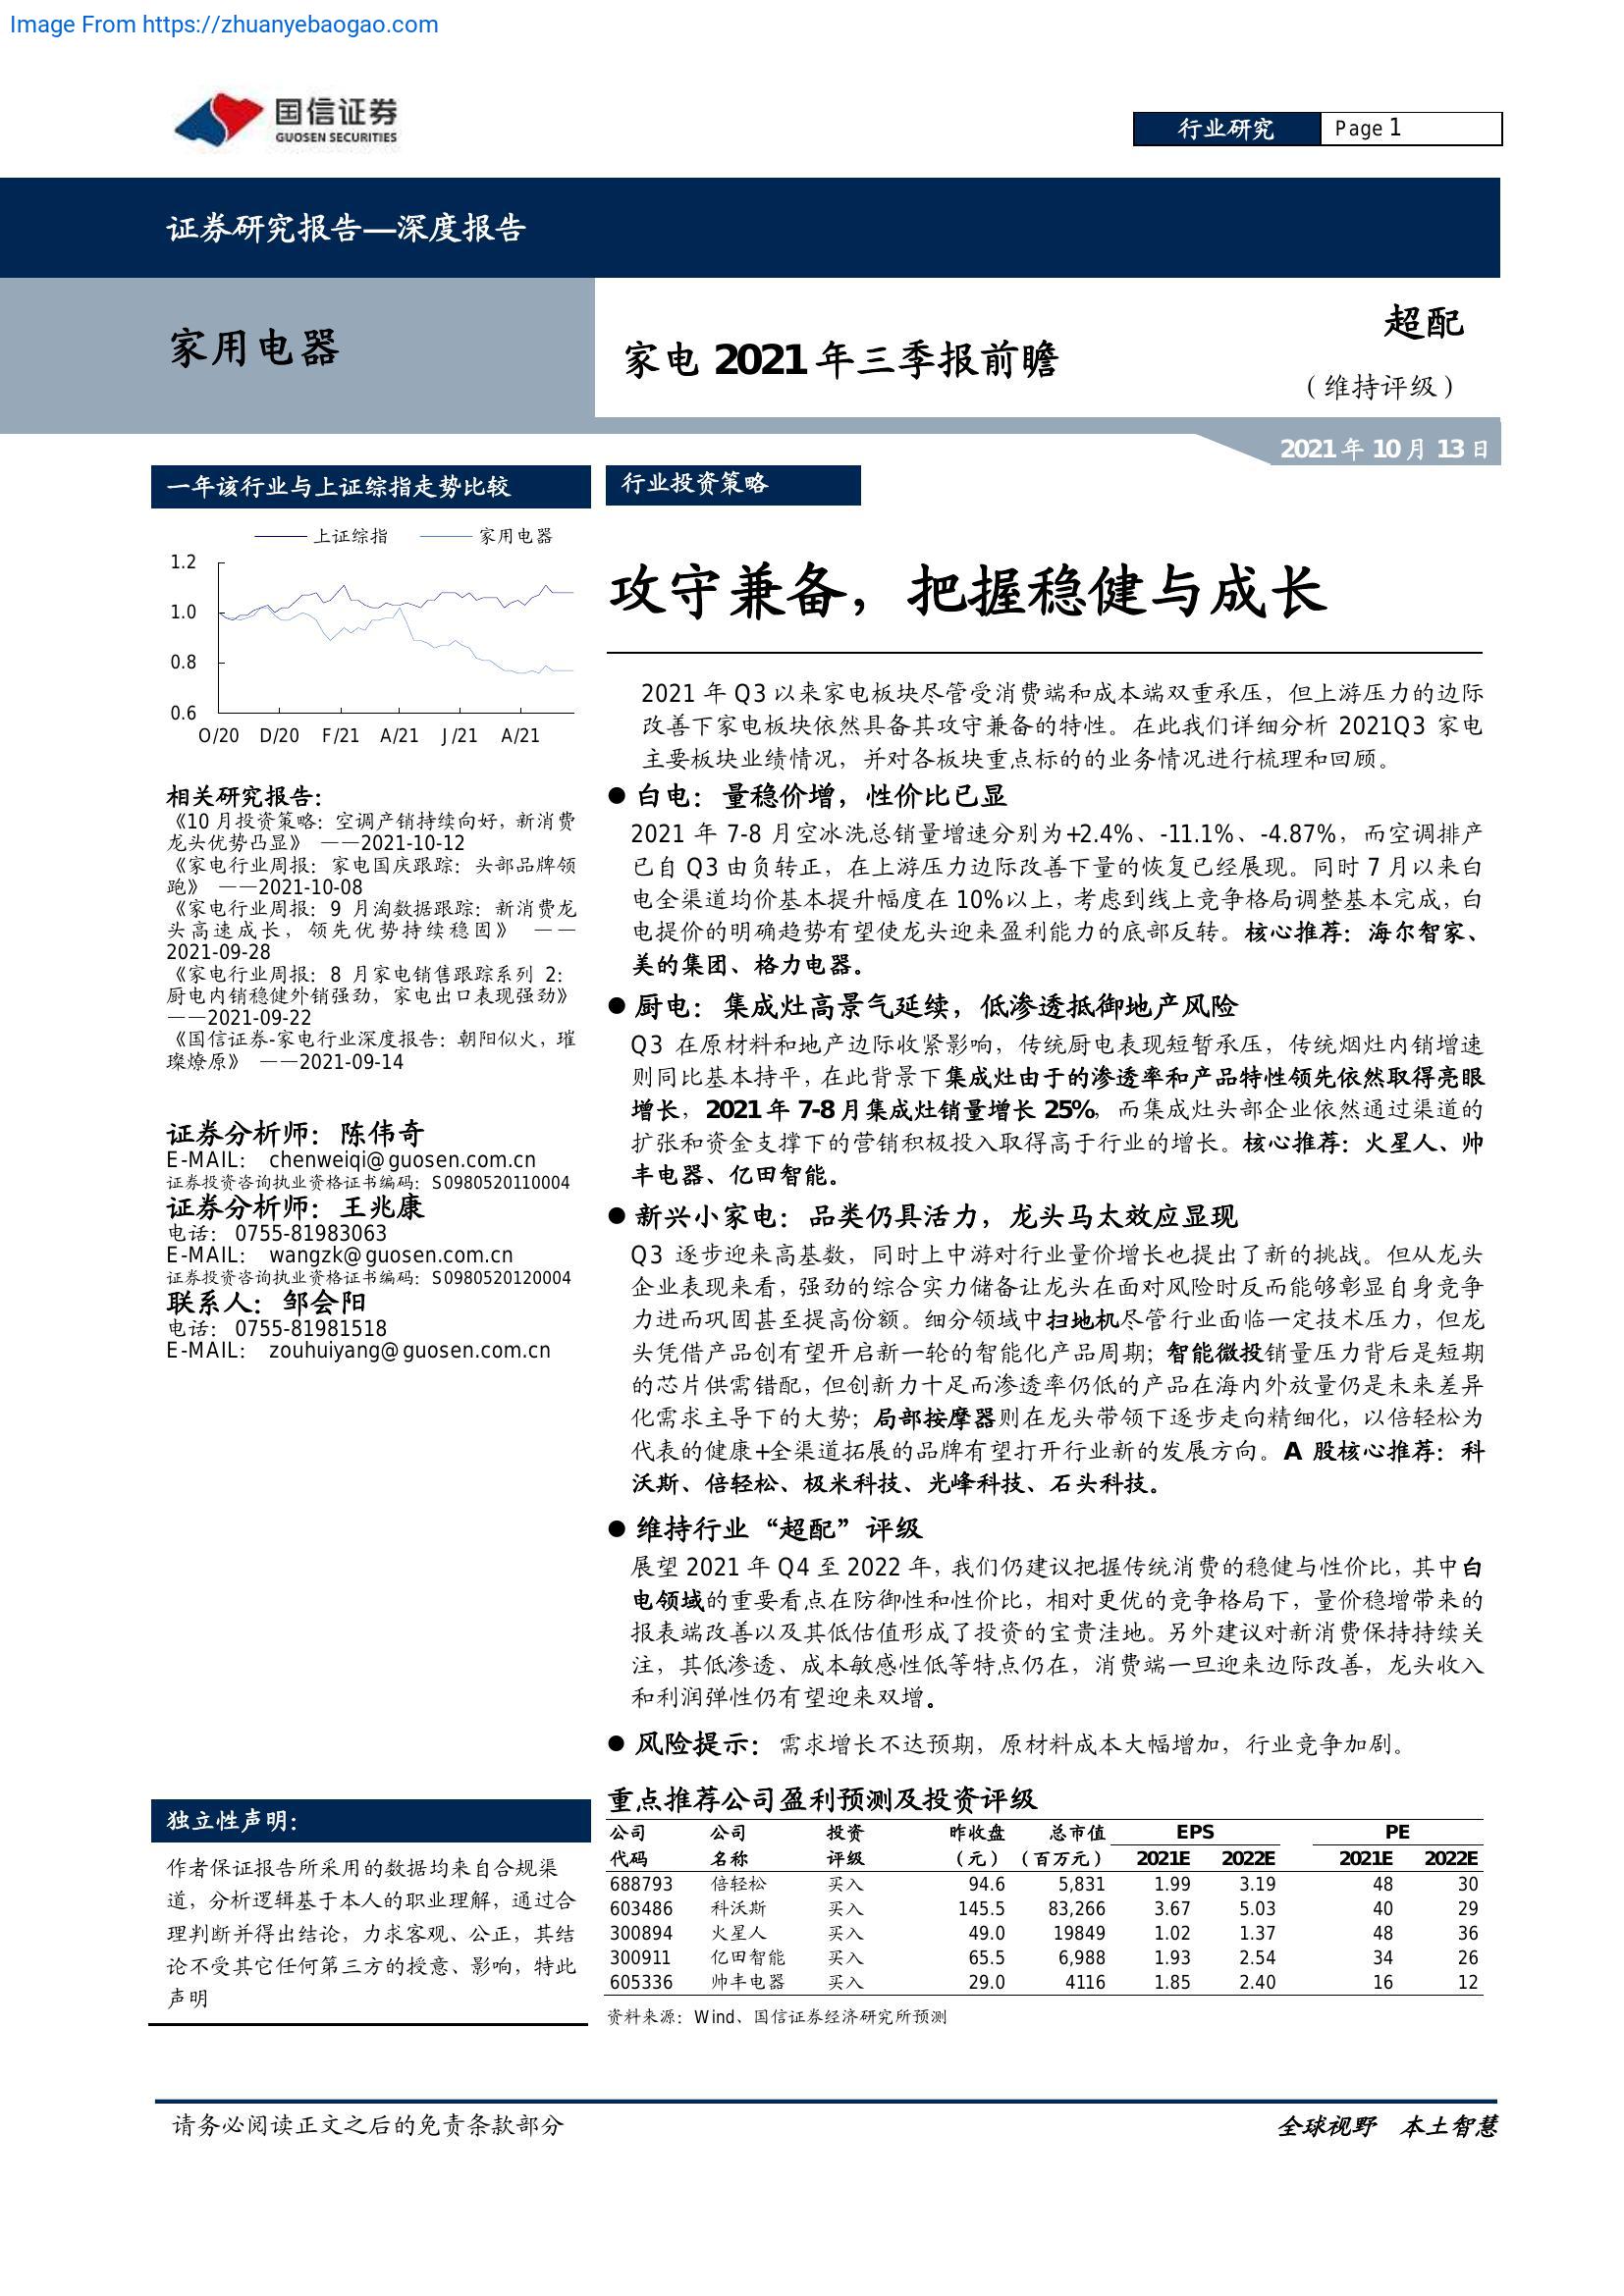 Image From https://zhuanyebaogao.com
国信证券
GUOSEN SECURITIES
行业研究 Page 1
证券研究报告—深度报告
家用电器
家电 2021 年三季报前瞻
超配
（维持评级）
2021 年 10 月 13 日
一年该行业与上证综指走势比较
上证综指 家用电器
1.2
1.0
0.8
0.6
O/20 D/20 F/21 A/21 J/21 A/21
相关研究报告：
《10 月投资策略：空调产销持续向好，新消费
龙头优势凸显》 ——2021-10-12
《家电行业周报：家电国庆跟踪：头部品牌领
跑》 ——2021-10-08
《家电行业周报：9 月淘数据跟踪：新消费龙
头高速成长，领先优势持续稳固》 ——
2021-09-28
《家电行业周报：8 月家电销售跟踪系列 2：
厨电内销稳健外销强劲，家电出口表现强劲》
——2021-09-22
《国信证券-家电行业深度报告：朝阳似火，璀
璨燎原》 ——2021-09-14
证券分析师：陈伟奇
E-MAIL： chenweiqi@guosen.com.cn
证券投资咨询执业资格证书编码：S0980520110004
证券分析师：王兆康
电话： 0755-81983063
E-MAIL： wangzk@guosen.com.cn
证券投资咨询执业资格证书编码：S0980520120004
联系人：邹会阳
电话： 0755-81981518
E-MAIL： zouhuiyang@guosen.com.cn
独立性声明：
作者保证报告所采用的数据均来自合规渠
道，分析逻辑基于本人的职业理解，通过合
理判断并得出结论，力求客观、公正，其结
论不受其它任何第三方的授意、影响，特此
声明
行业投资策略
攻守兼备，把握稳健与成长
2021 年 Q3 以来家电板块尽管受消费端和成本端双重承压，但上游压力的边际
改善下家电板块依然具备其攻守兼备的特性。在此我们详细分析 2021Q3 家电
主要板块业绩情况，并对各板块重点标的的业务情况进行梳理和回顾。
● 白电：量稳价增，性价比已显
2021 年 7-8 月空冰洗总销量增速分别为+2.4%、-11.1%、-4.87%，而空调排产
已自 Q3 由负转正，在上游压力边际改善下量的恢复已经展现。同时 7 月以来白
电全渠道均价基本提升幅度在 10%以上，考虑到线上竞争格局调整基本完成，白
电提价的明确趋势有望使龙头迎来盈利能力的底部反转。核心推荐：海尔智家、
美的集团、格力电器。
● 厨电：集成灶高景气延续，低渗透抵御地产风险
Q3 在原材料和地产边际收紧影响，传统厨电表现短暂承压，传统烟灶内销增速
则同比基本持平，在此背景下集成灶由于的渗透率和产品特性领先依然取得亮眼
增长，2021 年 7-8 月集成灶销量增长 25%，而集成灶头部企业依然通过渠道的
扩张和资金支撑下的营销积极投入取得高于行业的增长。核心推荐：火星人、帅
丰电器、亿田智能。
● 新兴小家电：品类仍具活力，龙头马太效应显现
Q3 逐步迎来高基数，同时上中游对行业量价增长也提出了新的挑战。但从龙头
企业表现来看，强劲的综合实力储备让龙头在面对风险时反而能够彰显自身竞争
力进而巩固甚至提高份额。细分领域中扫地机尽管行业面临一定技术压力，但龙
头凭借产品创有望开启新一轮的智能化产品周期；智能微投销量压力背后是短期
的芯片供需错配，但创新力十足而渗透率仍低的产品在海内外放量仍是未来差异
化需求主导下的大势；局部按摩器则在龙头带领下逐步走向精细化，以倍轻松为
代表的健康+全渠道拓展的品牌有望打开行业新的发展方向。A 股核心推荐：科
沃斯、倍轻松、极米科技、光峰科技、石头科技。
● 维持行业“超配”评级
展望 2021 年 Q4 至 2022 年，我们仍建议把握传统消费的稳健与性价比，其中白
电领域的重要看点在防御性和性价比，相对更优的竞争格局下，量价稳增带来的
报表端改善以及其低估值形成了投资的宝贵洼地。另外建议对新消费保持持续关
注，其低渗透、成本敏感性低等特点仍在，消费端一旦迎来边际改善，龙头收入
和利润弹性仍有望迎来双增。
● 风险提示：需求增长不达预期，原材料成本大幅增加，行业竞争加剧。
重点推荐公司盈利预测及投资评级
公司 公司 投资 昨收盘 总市值 EPS PE
代码 名称 评级 （元） （百万元） 2021E 2022E 2021E 2022E
688793 倍轻松 买入 94.6 5,831 1.99 3.19 48 30
603486 科沃斯 买入 145.5 83,266 3.67 5.03 40 29
300894 火星人 买入 49.0 19849 1.02 1.37 48 36
300911 亿田智能 买入 65.5 6,988 1.93 2.54 34 26
605336 帅丰电器 买入 29.0 4116 1.85 2.40 16 12
资料来源：Wind、国信证券经济研究所预测
请务必阅读正文之后的免责条款部分
全球视野 本土智慧